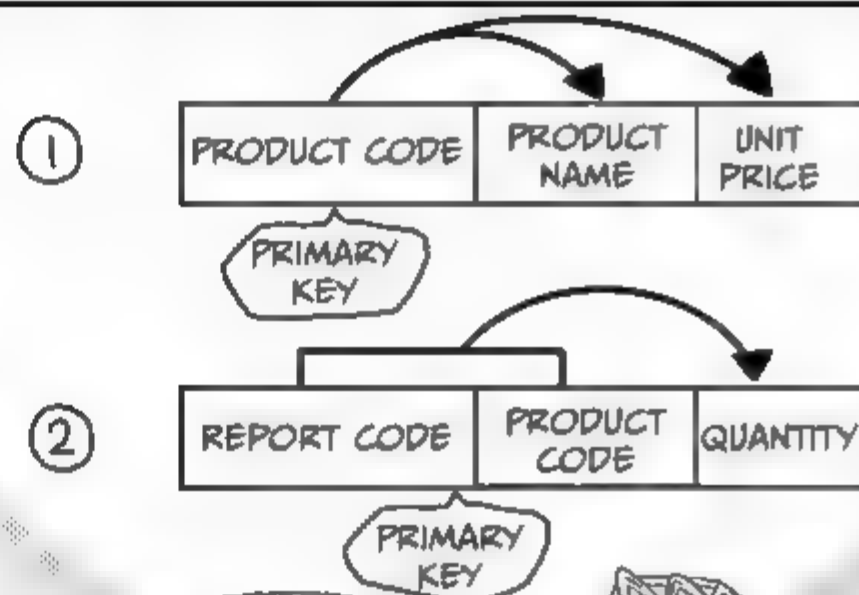 1
PRODUCT CODE
PRODUCT
NAME
UNIT
PRICE
PRIMARY
KEY
2
REPORT CODE
PRODUCT
CODE
QUANTITY
PRIMARY
KEY